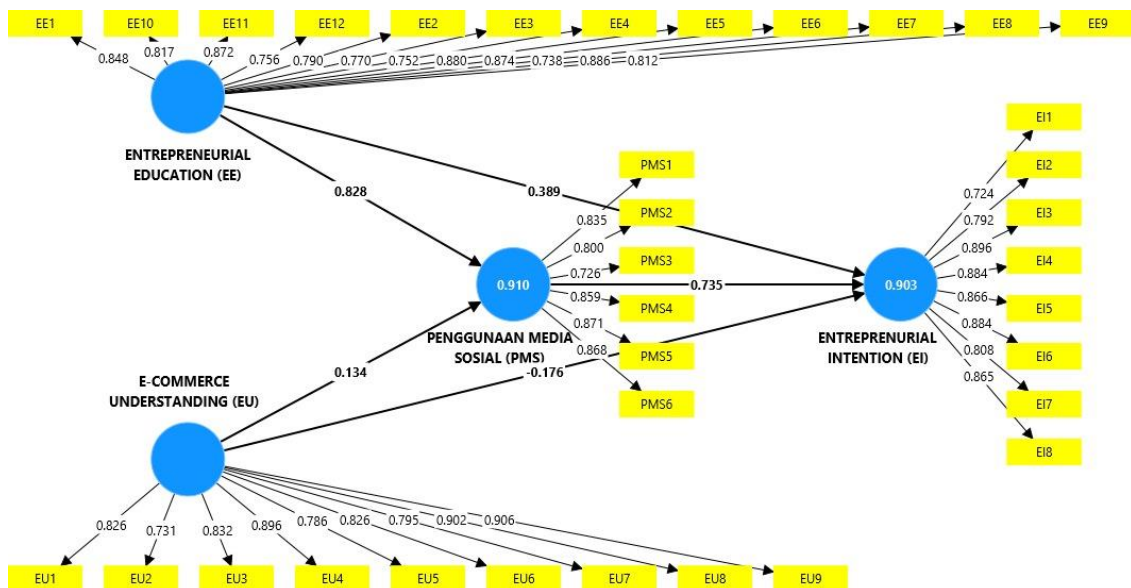 EE1 EE10 EE11 EE12 EE2 EE3 EE4 EE5 EE6 EE7 EE8 EE9
0.848 0.817 0.872 0.756 0.790 0.770 0.752 0.880 0.874 0.738 0.886 0.812
ENTREPRENEURIAL
EDUCATION (EE)
0.828
0.389
PMS1
PMS2
PMS3
PMS4
PMS5
PMS6
0.835
0.800
0.726
0.859
0.871
0.868
0.910
PENGGUNAAN MEDIA
SOSIAL (PMS)
0.735
EI1
EI2
EI3
EI4
EI5
EI6
EI7
EI8
0.724
0.792
0.896
0.884
0.866
0.884
0.808
0.865
0.903
ENTREPRENURIAL
INTENTION (EI)
0.134
-0.176
E-COMMERCE
UNDERSTANDING (EU)
0.826 0.731 0.832 0.896 0.786 0.826 0.795 0.902 0.906
EU1 EU2 EU3 EU4 EU5 EU6 EU7 EU8 EU9